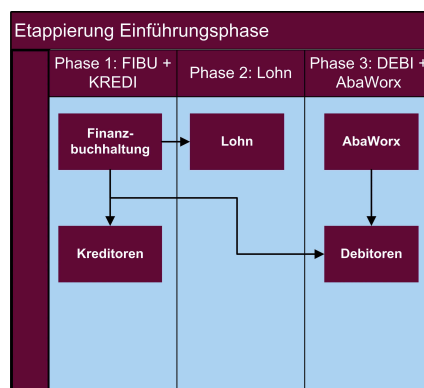 Etappierung Einführungsphase
Phase 1: FIBU +
KREDI
Phase 2: Lohn
Phase 3: DEBI +
AbaWorx
Finanz-
buchhaltung
Lohn
AbaWorx
Kreditoren
Debitoren